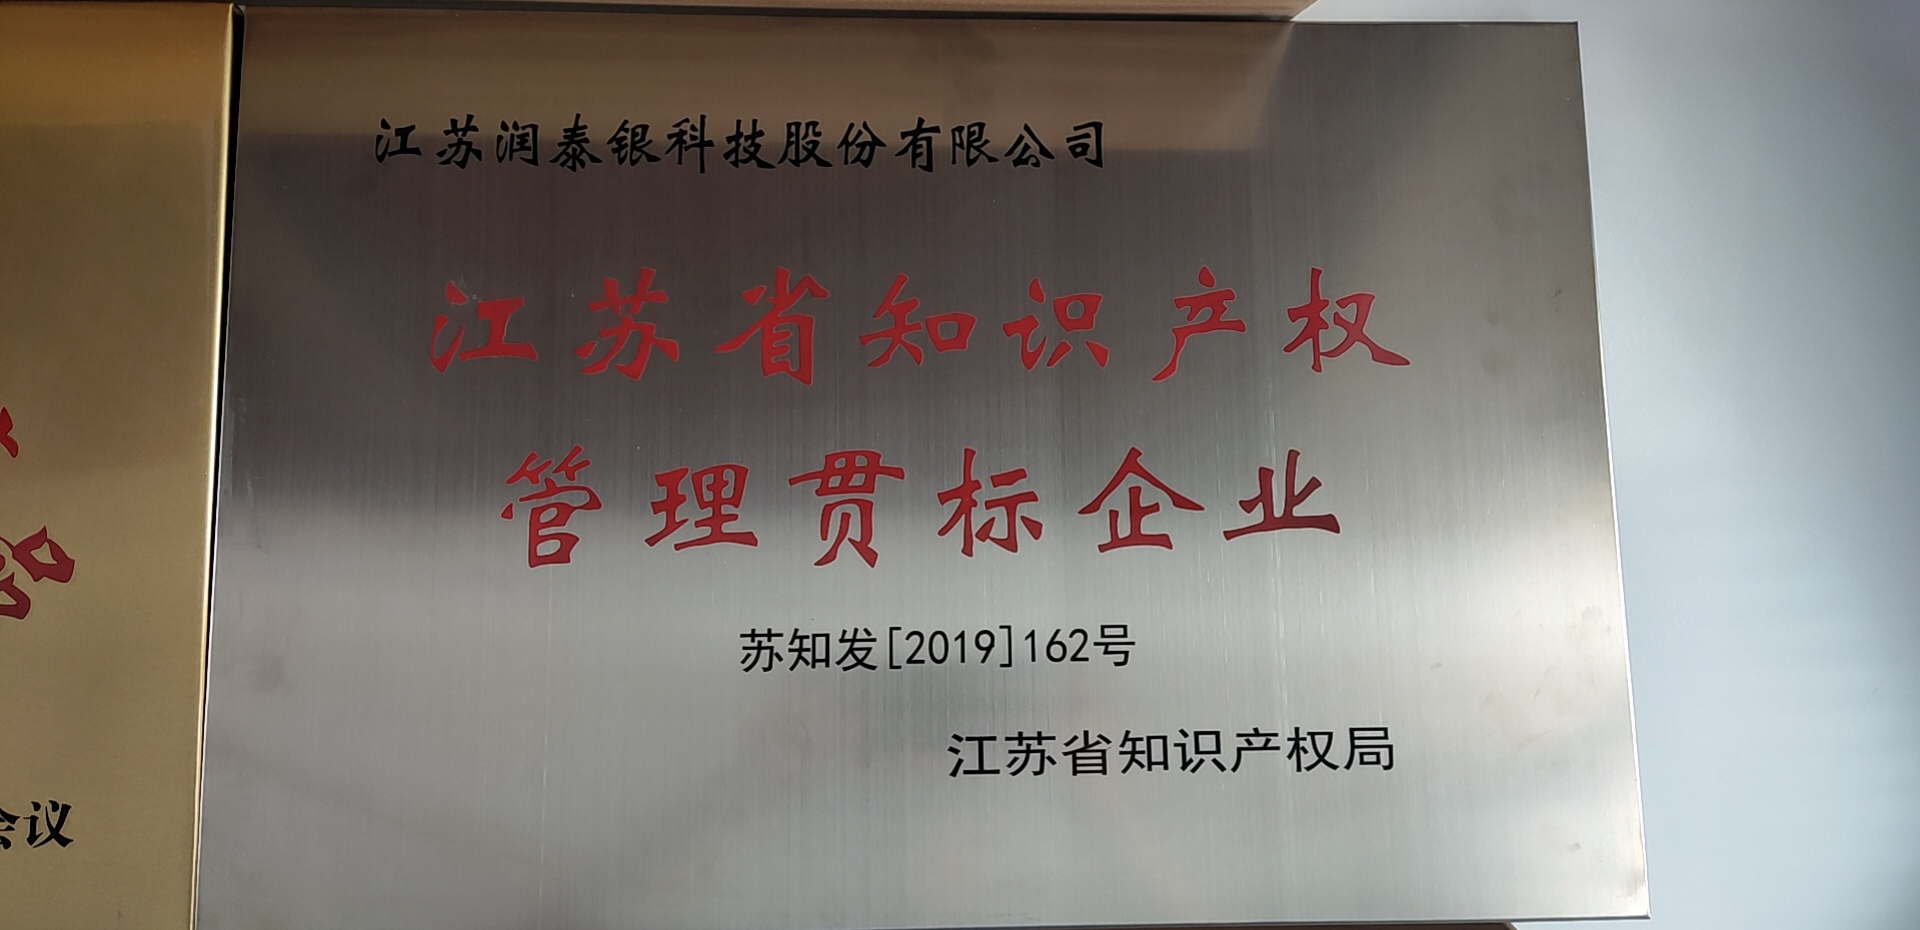 江苏润泰银科技股份有限公司
江苏省知识产权
管理贯标企业
苏知发[2019]162号
江苏省知识产权局
会议